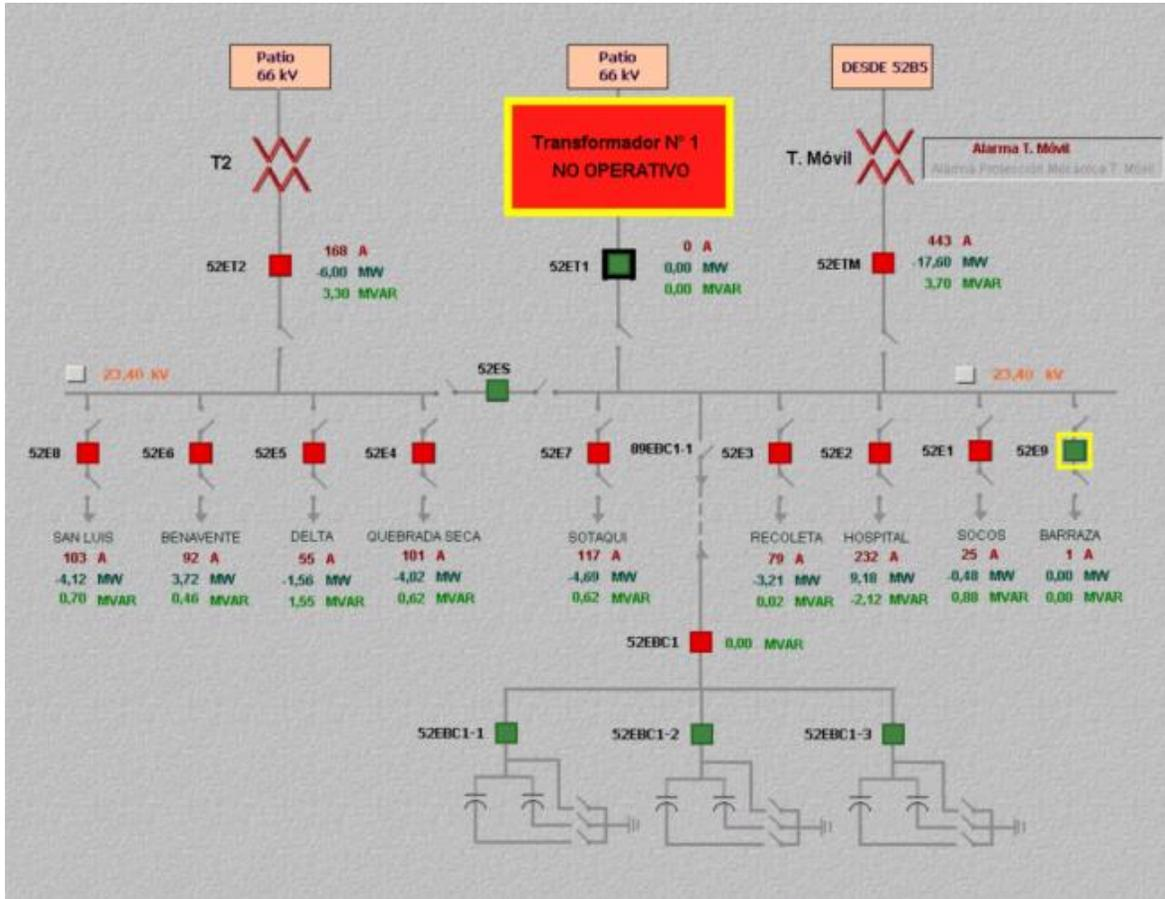 Patio
66 kV
Patio
66 kV
DESDE 52B5
T2
Transformador N° 1
NO OPERATIVO
T. Móvil
Alarma T. Móvil
Alarma Protección Mecánica T. Móvil
52ET2
168 A
-6,00 MW
3,30 MVAR
52ET1
0 A
0,00 MW
0,00 MVAR
52ETM
443 A
-17,60 MW
3,70 MVAR
23,40 kV
52ES
23,40 kV
52E8
52E6
52E5
52E4
52E7
89EBC1-1
52E3
52E2
52E1
52E9
SAN LUIS
103 A
-4,12 MW
0,70 MVAR
BENAVENTE
92 A
3,72 MW
0,46 MVAR
DELTA
55 A
-1,56 MW
1,55 MVAR
QUEBRADA SECA
101 A
-4,02 MW
0,62 MVAR
SOTAQUI
117 A
-4,69 MW
0,62 MVAR
RECOLETA
79 A
-3,21 MW
0,02 MVAR
HOSPITAL
232 A
9,18 MW
-2,12 MVAR
SOCOS
25 A
-0,48 MW
0,88 MVAR
BARRAZA
1 A
0,00 MW
0,00 MVAR
52EBC1
0,00 MVAR
52EBC1-1
52EBC1-2
52EBC1-3